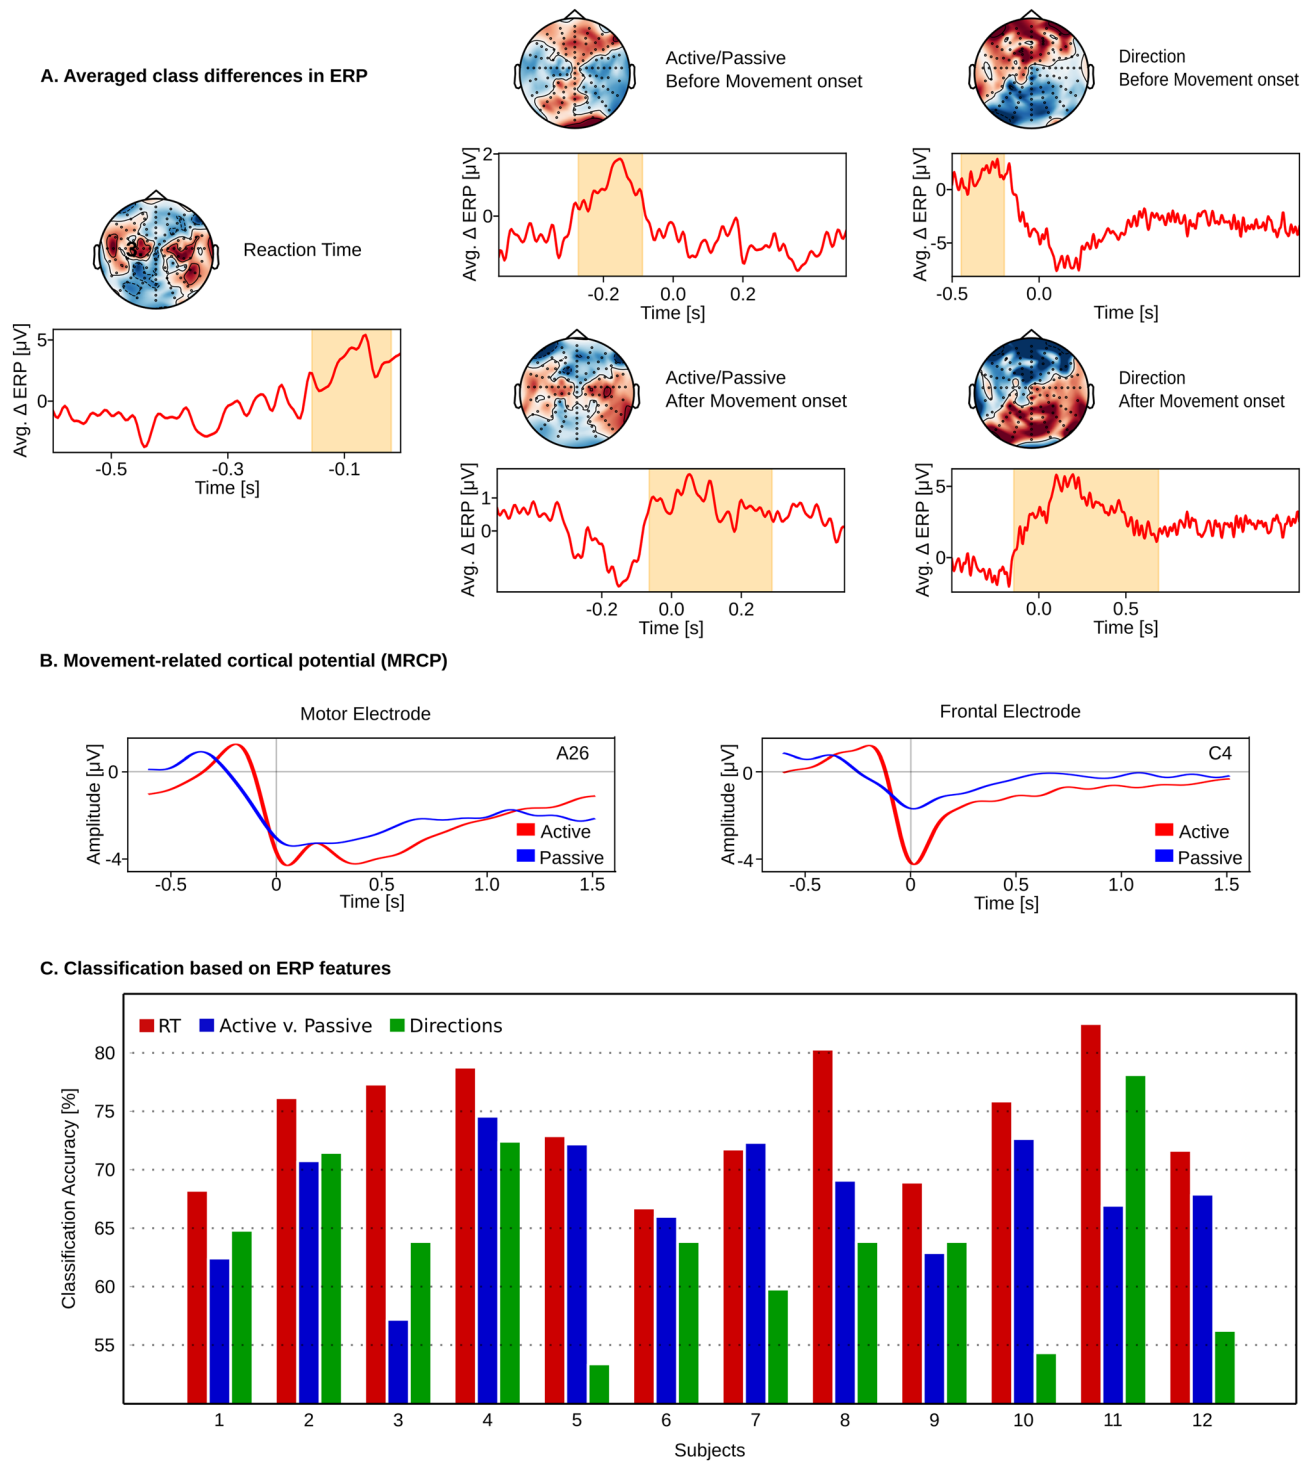 A. Averaged class differences in ERP
Active/Passive
Before Movement onset
Direction
Before Movement onset
Avg. Δ ERP [µV]
2
0
-0.2 0.0 0.2
Time [s]
Avg. Δ ERP [µV]
0
-5
-0.5 0.0
Time [s]
Reaction Time
Avg. Δ ERP [µV]
5
0
-0.5 -0.3 -0.1
Time [s]
Active/Passive
After Movement onset
Direction
After Movement onset
Avg. Δ ERP [µV]
1
0
-0.2 0.0 0.2
Time [s]
Avg. Δ ERP [µV]
5
0
0.0 0.5
Time [s]
B. Movement-related cortical potential (MRCP)
Motor Electrode
A26
Amplitude [µV]
0
-4
Active
Passive
-0.5 0 0.5 1.0 1.5
Time [s]
Frontal Electrode
C4
Amplitude [µV]
0
-4
Active
Passive
-0.5 0 0.5 1.0 1.5
Time [s]
C. Classification based on ERP features
RT Active v. Passive Directions
Classification Accuracy [%]
80
75
70
65
60
55
1 2 3 4 5 6 7 8 9 10 11 12
Subjects